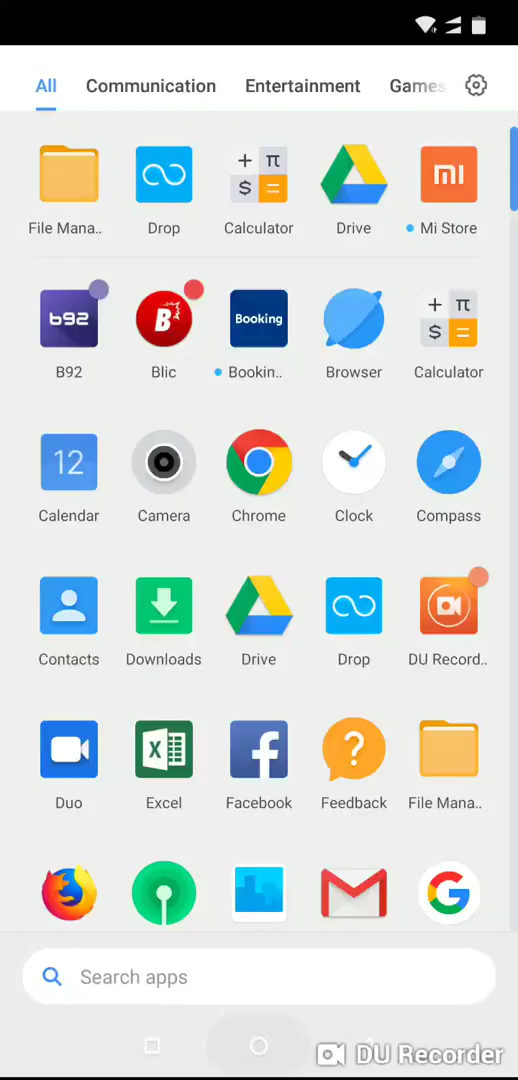 All Communication Entertainment Games
+ π
$ =
mi
File Mana.. Drop Calculator Drive Mi Store
b92 B Booking + π
$ =
B92 Blic Bookin.. Browser Calculator
12
Calendar Camera Chrome Clock Compass
Contacts Downloads Drive Drop DU Record..
X f ?
Duo Excel Facebook Feedback File Mana..
G
Search apps
DU Recorder